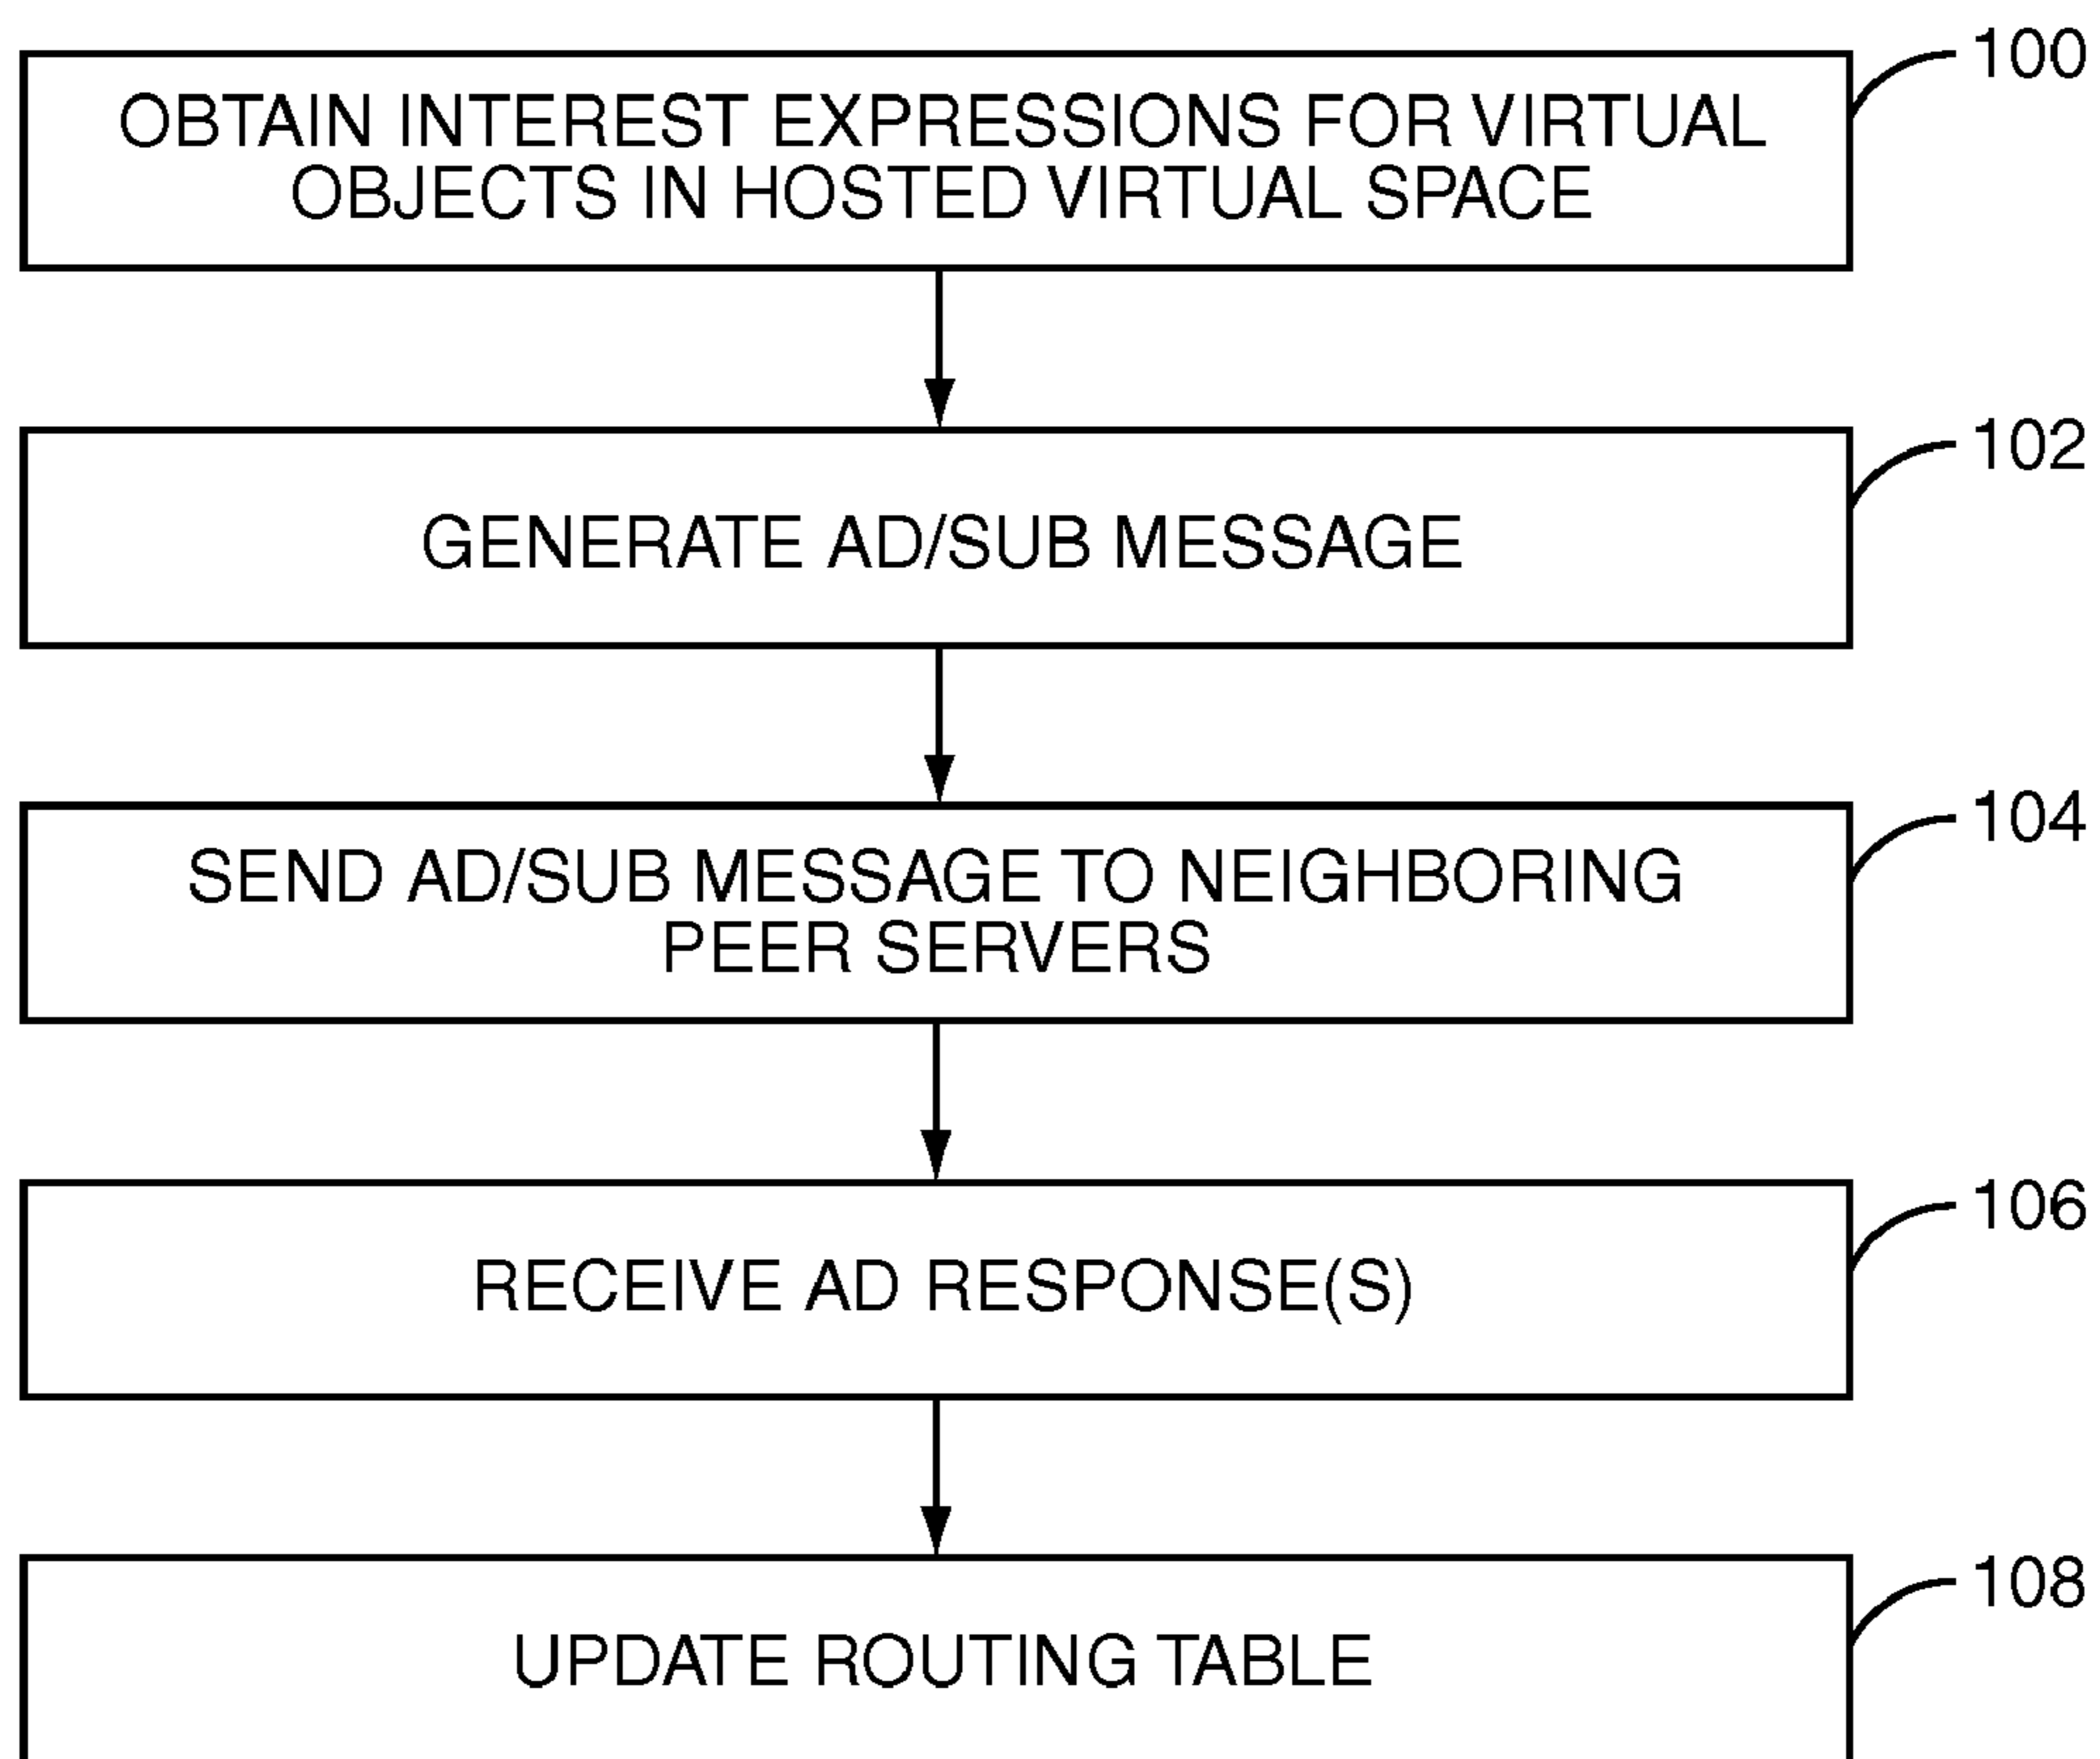 100
OBTAIN INTEREST EXPRESSIONS FOR VIRTUAL
OBJECTS IN HOSTED VIRTUAL SPACE
102
GENERATE AD/SUB MESSAGE
104
SEND AD/SUB MESSAGE TO NEIGHBORING
PEER SERVERS
106
RECEIVE AD RESPONSE(S)
108
UPDATE ROUTING TABLE